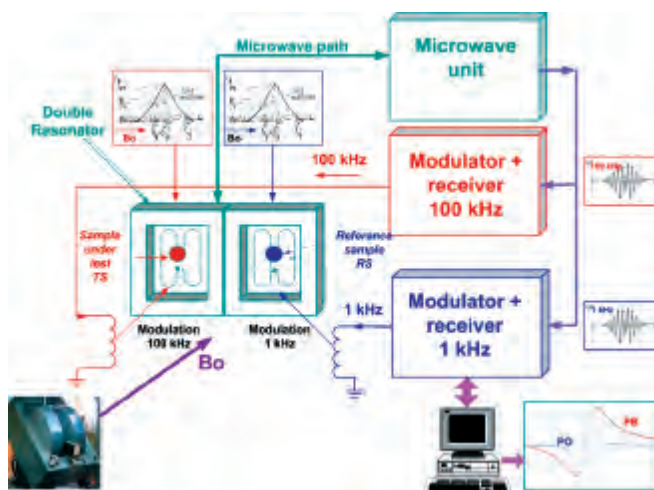 Microwave path
Microwave
unit
Double
Resonator
Bo
Bo
100 kHz
Modulator +
receiver
100 kHz
Sample
under
test
TS
Reference
sample
RS
Modulation
100 kHz
Modulation
1 kHz
1 kHz
Modulator +
receiver
1 kHz
Bo
PO
PB